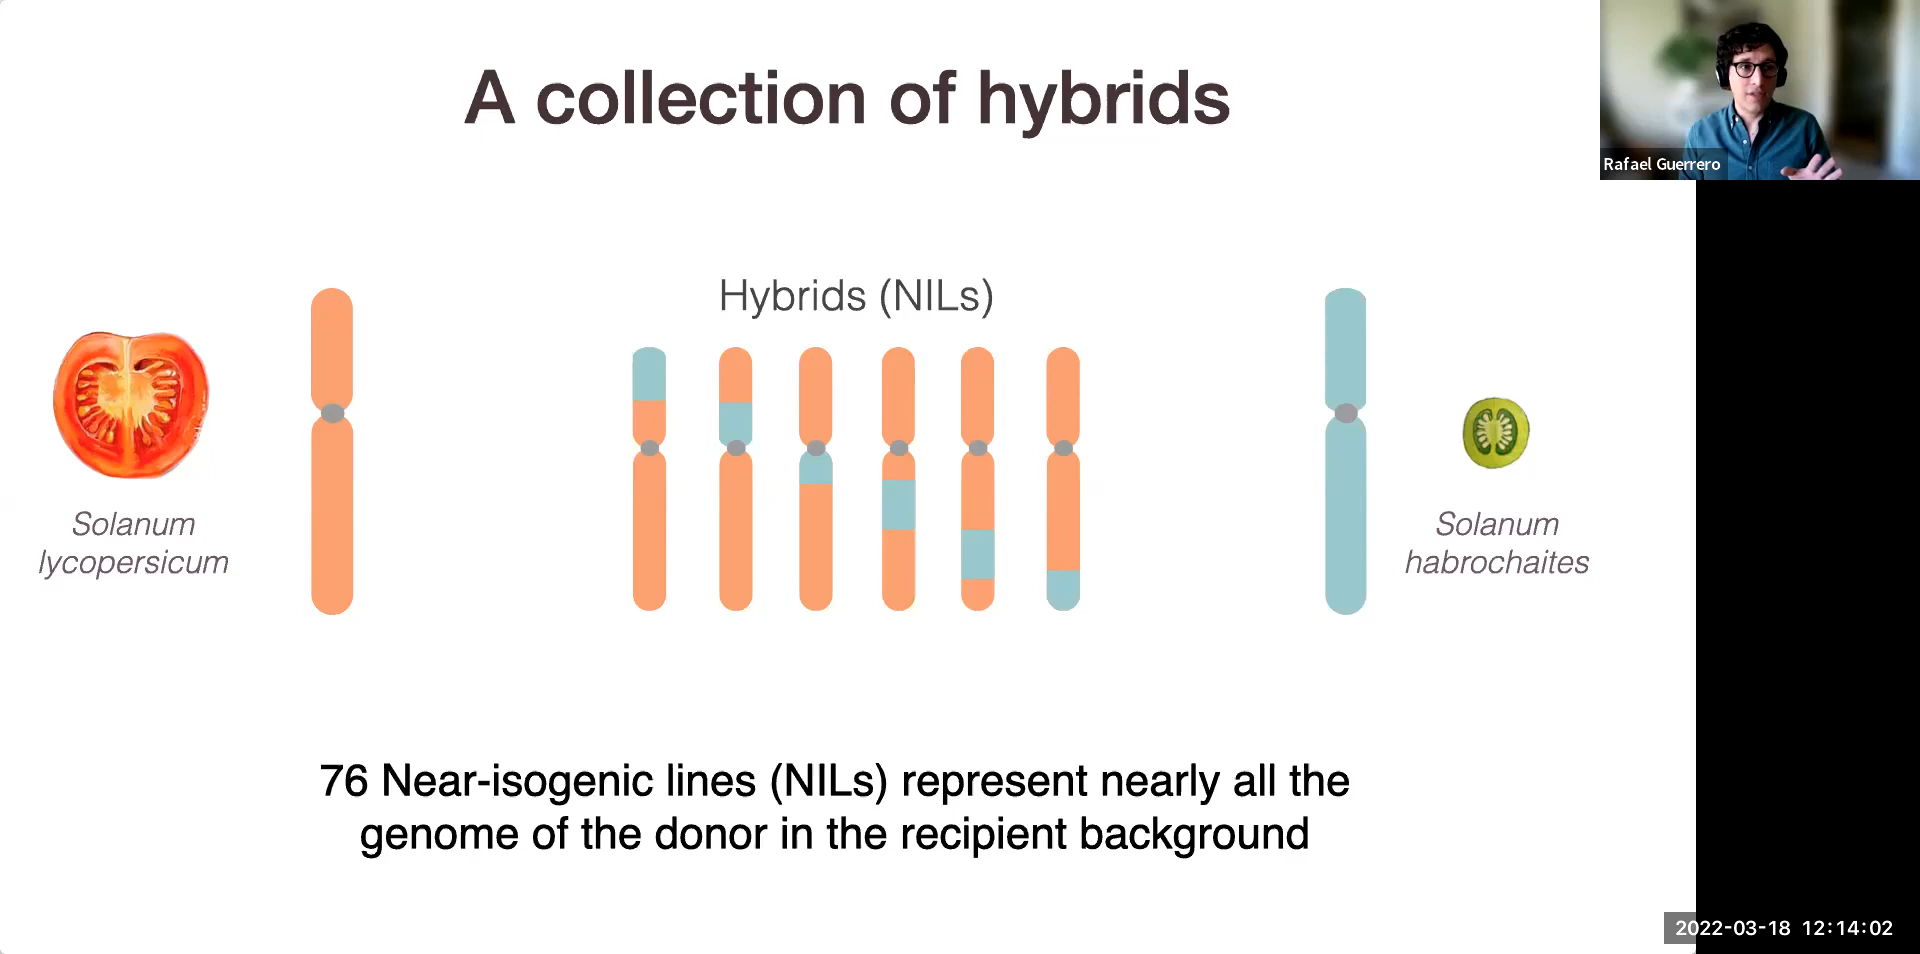 A collection of hybrids
Rafael Guerrero
Hybrids (NILs)
Solanum
lycopersicum
Solanum
habrochaites
76 Near-isogenic lines (NILs) represent nearly all the
genome of the donor in the recipient background
2022-03-18 12:14:02